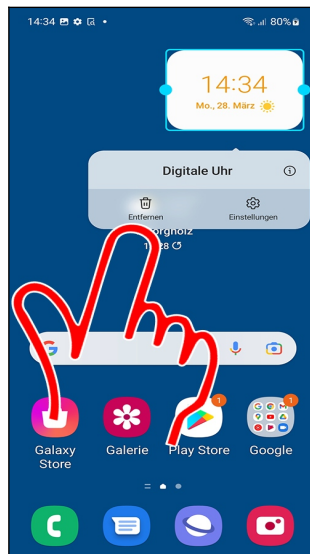 14:34
80%
14:34
Mo., 28. März
Digitale Uhr
Entfernen
Einstellungen
1
1
Galaxy
Store
Galerie
Play Store
Google